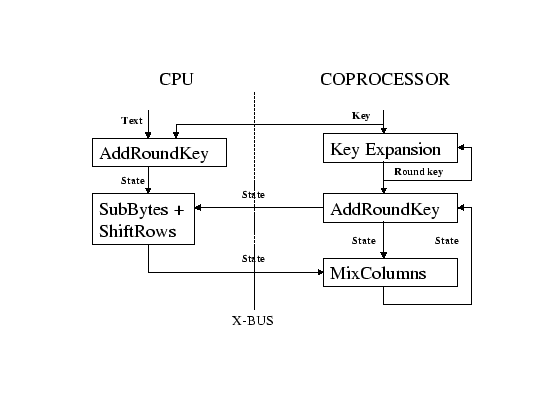 CPU
COPROCESSOR
Text
Key
AddRoundKey
Key Expansion
Round key
State
State
SubBytes +
ShiftRows
AddRoundKey
State
State
State
MixColumns
X-BUS